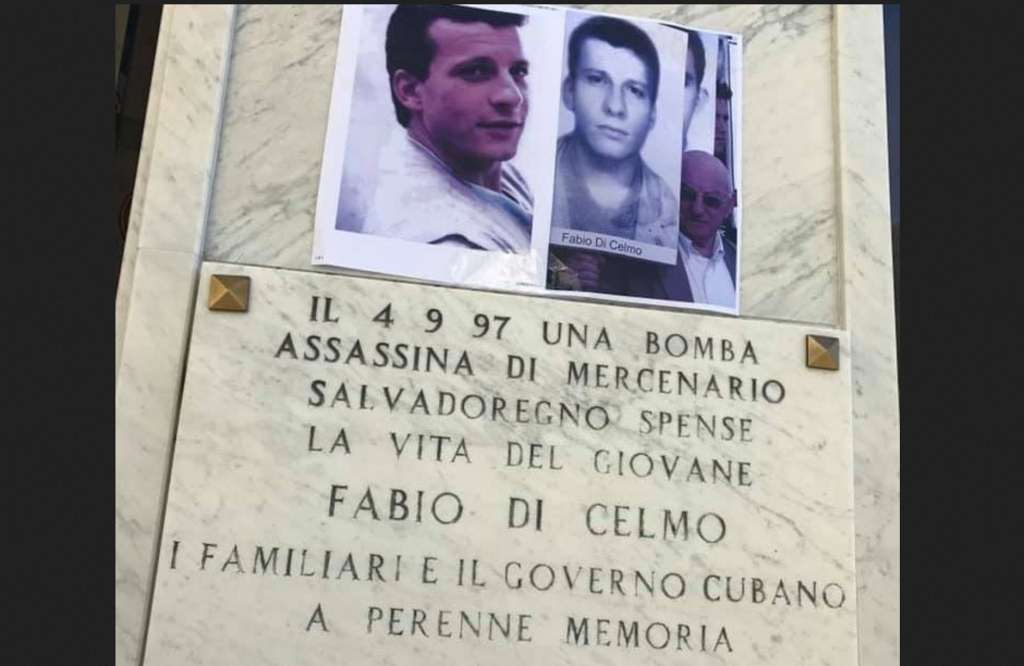 Fabio Di Celmo
IL 4 9 97 UNA BOMBA
ASSASSINA DI MERCENARIO
SALVADOREGNO SPENSE
LA VITA DEL GIOVANE
FABIO DI CELMO
I FAMILIARI E IL GOVERNO CUBANO
A PERENNE MEMORIA